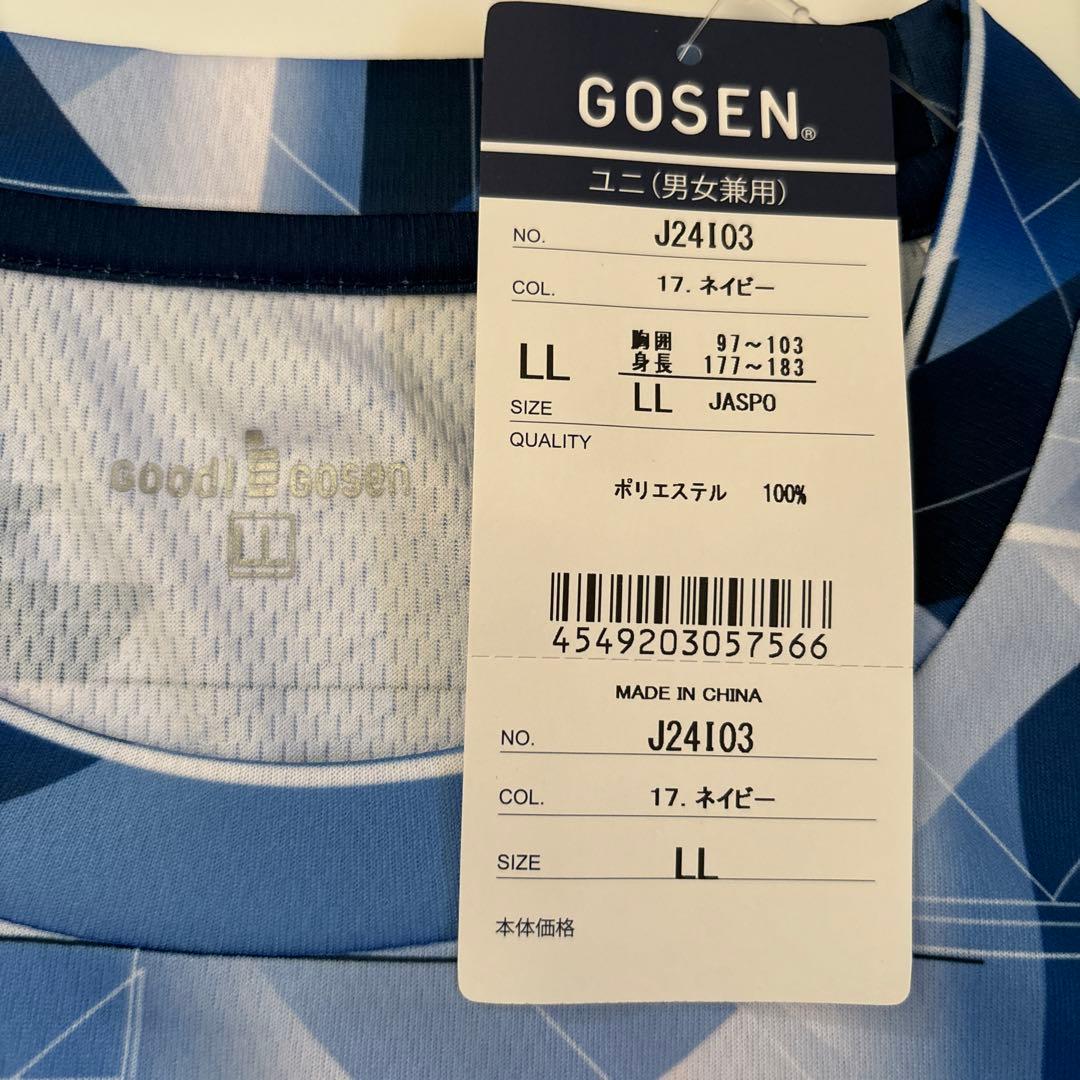 GOSEN®
ユニ（男女兼用）
NO. J24I03
COL. 17. ネイビー
LL 胸囲 97～103
身長 177～183
SIZE LL JASPO
QUALITY
ポリエステル 100%
4549203057566
MADE IN CHINA
NO. J24I03
COL. 17. ネイビー
SIZE LL
本体価格
Good! Gosen
LL